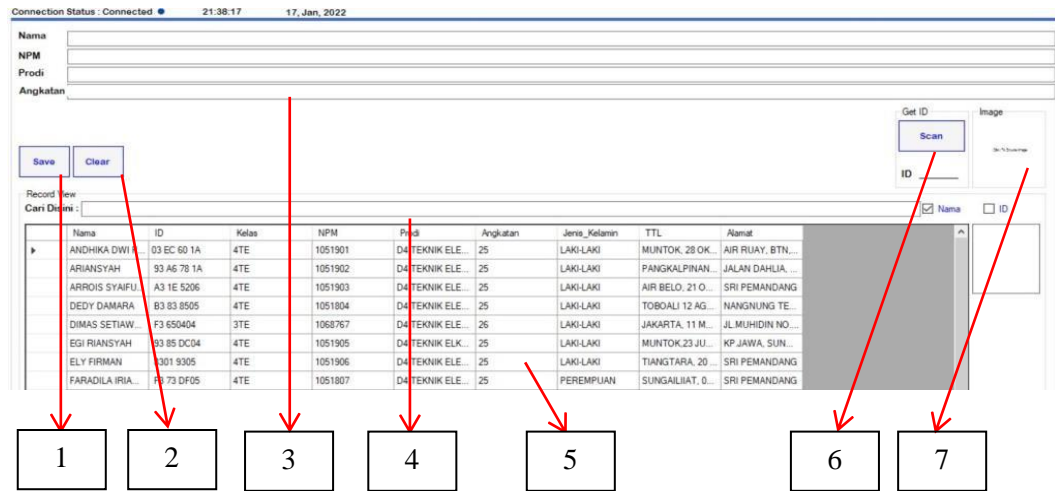 Connection Status : Connected 21:38:17 17, Jan, 2022
Nama
NPM
Prodi
Angkatan
Get ID Image
Scan
Save Clear
ID
Record View
Cari Disini : Nama ID
Nama ID Kelas NPM Prodi Angkatan Jenis_Kelamin TTL Alamat
ANDHIKA DWI 03 EC 60 1A 4TE 1051901 D4 TEKNIK ELE... 25 LAKI-LAKI MUNTOK, 28 OK... AIR RUAY, BTN,...
ARIANSYAH 93 A6 78 1A 4TE 1051902 D4 TEKNIK ELE... 25 LAKI-LAKI PANGKALPINAN... JALAN DAHLIA, ...
ARROIS SYAIFU... A3 1E 5206 4TE 1051903 D4 TEKNIK ELE... 25 LAKI-LAKI AIR BELO, 21 O... SRI PEMANDANG
DEDY DAMARA B3 83 8505 4TE 1051804 D4 TEKNIK ELE... 25 LAKI-LAKI TOBOALI 12 AG... NANGNUNG TE...
DIMAS SETIAW... F3 650404 3TE 1068767 D4 TEKNIK ELE... 26 LAKI-LAKI JAKARTA, 11 M... JL.MUHIDIN NO....
EGI RIANSYAH 93 85 DC04 4TE 1051905 D4 TEKNIK ELK... 25 LAKI-LAKI MUNTOK,23 JU... KP.JAWA, SUN...
ELY FIRMAN 3301 9305 4TE 1051906 D4 TEKNIK ELE... 25 LAKI-LAKI TIANGTARA, 20 ... SRI PEMANDANG
FARADILA IRIA... 73 DF05 4TE 1051807 D4 TEKNIK ELE... 25 PEREMPUAN SUNGAILIIAT, 0... SRI PEMANDANG
1 2 3 4 5 6 7